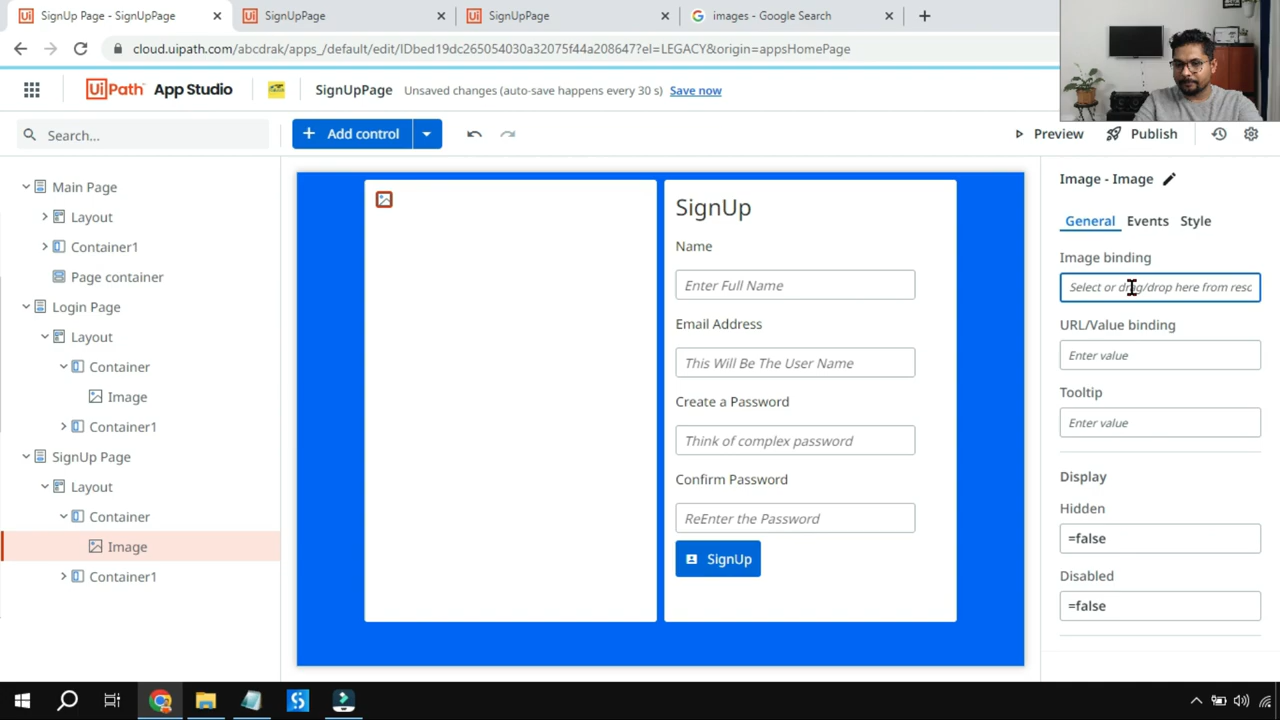 SignUp Page - SignUpPage
SignUpPage
SignUpPage
images - Google Search
cloud.uipath.com/abcdrak/apps_/default/edit/IDbed19dc265054030a32075f44a208647?el=LEGACY&origin=appsHomePage
UiPath App Studio
SignUpPage
Unsaved changes (auto-save happens every 30 s)
Save now
Search...
Add control
Preview
Publish
Main Page
Layout
Container1
Page container
Login Page
Layout
Container
Image
Container1
SignUp Page
Layout
Container
Image
Container1
SignUp
Name
Enter Full Name
Email Address
This Will Be The User Name
Create a Password
Think of complex password
Confirm Password
ReEnter the Password
SignUp
Image - Image
General Events Style
Image binding
Select or drag/drop here from resc
URL/Value binding
Enter value
Tooltip
Enter value
Display
Hidden
=false
Disabled
=false